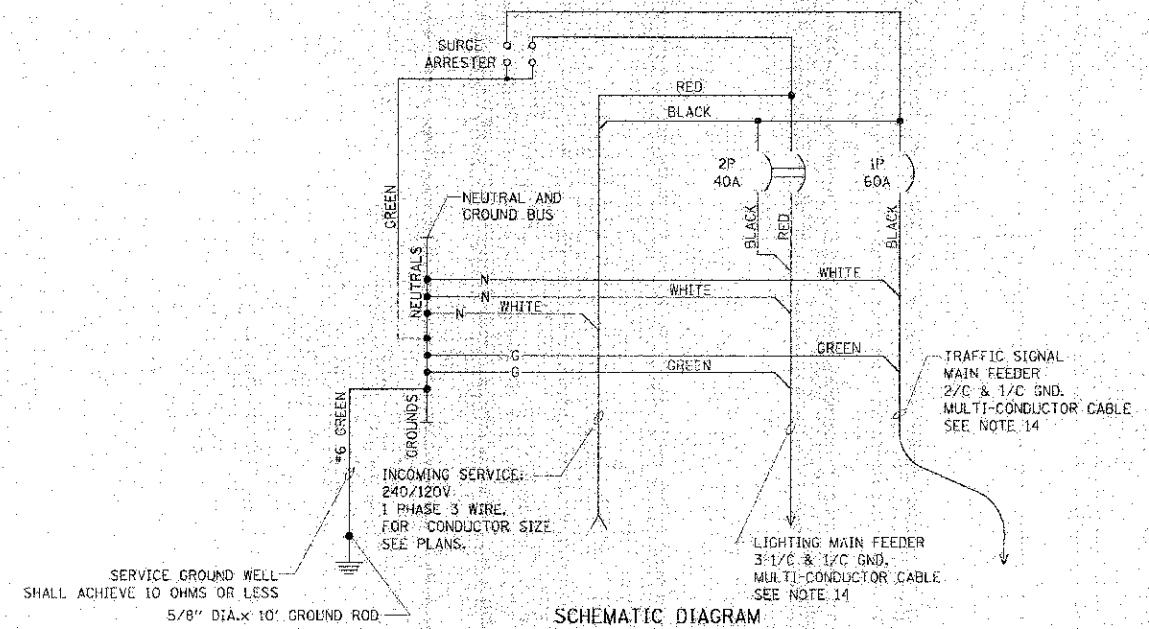 SURGE
ARRESTER
RED
BLACK
2P
40A
1P
60A
GREEN
NEUTRAL AND
GROUND BUS
BLACK
RED
BLACK
NEUTRALS
N
WHITE
N
WHITE
N
WHITE
G
GREEN
G
GREEN
TRAFFIC SIGNAL
MAIN FEEDER
2/C & 1/C GND.
MULTI-CONDUCTOR CABLE
SEE NOTE 14
#6 GREEN
GROUNDS
INCOMING SERVICE:
240/120V
1 PHASE 3 WIRE.
FOR CONDUCTOR SIZE
SEE PLANS.
LIGHTING MAIN FEEDER
3-1/C & 1/C GND.
MULTI-CONDUCTOR CABLE
SEE NOTE 14
SERVICE GROUND WELL
SHALL ACHIEVE 10 OHMS OR LESS
5/8" DIA.x 10' GROUND ROD
SCHEMATIC DIAGRAM